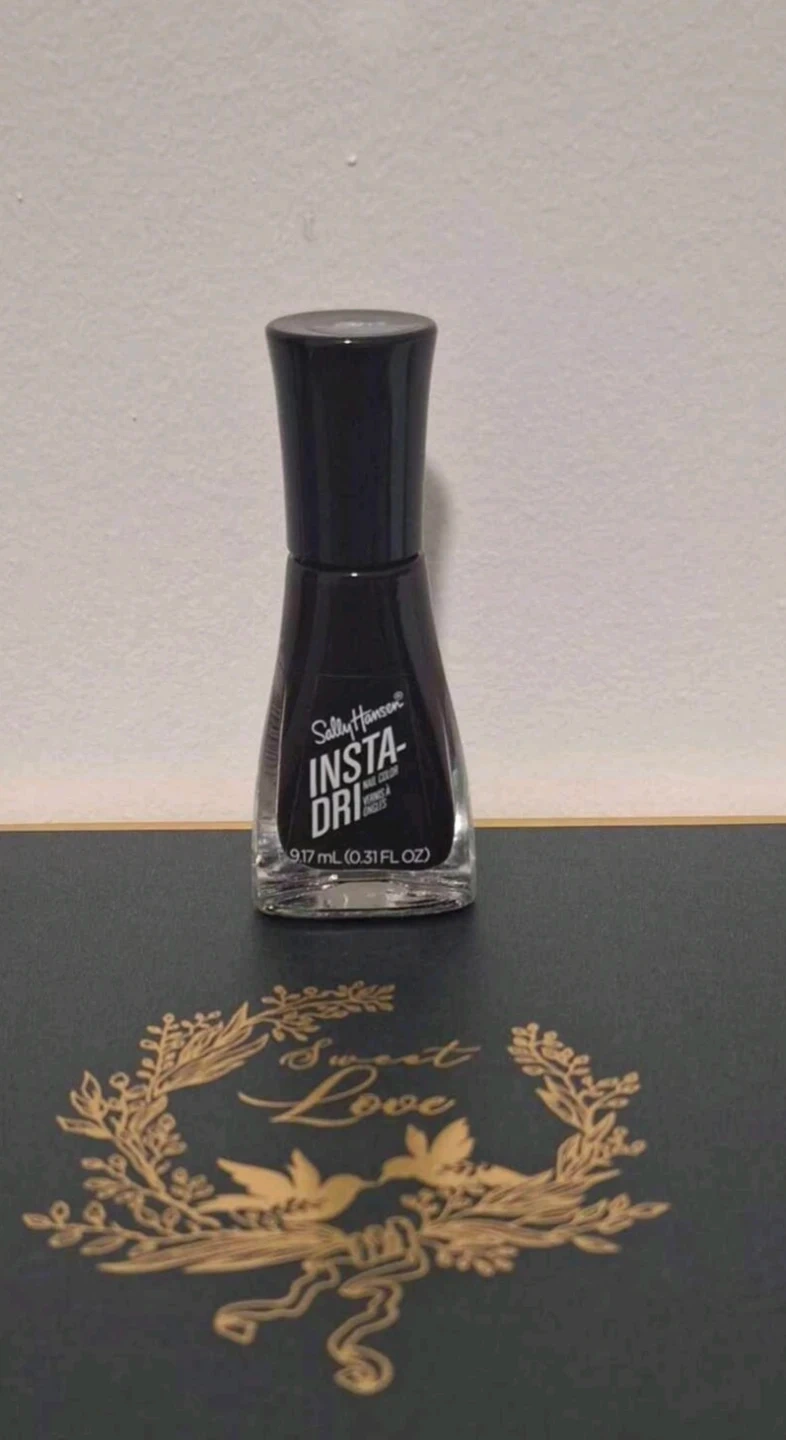 Sally Hansen®
INSTA-
DRI
NAIL COLOR
VERNIS À
ONGLES
9.17 mL (0.31 FL OZ)
Sweet
Love